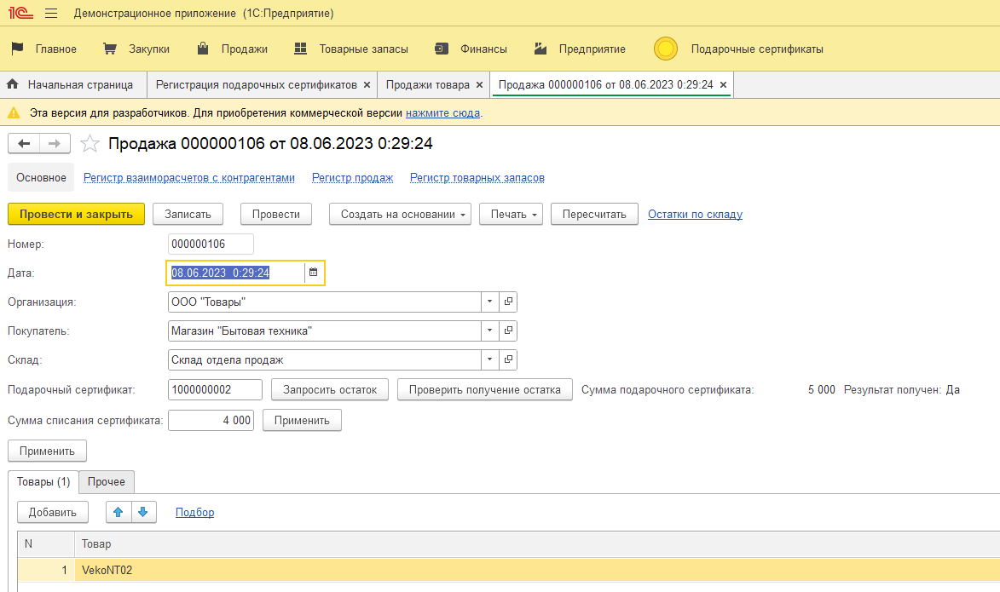 1С Демонстрационное приложение (1С:Предприятие)
Главное Закупки Продажи Товарные запасы Финансы Предприятие Подарочные сертификаты
Начальная страница Регистрация подарочных сертификатов × Продажи товара × Продажа 000000106 от 08.06.2023 0:29:24 ×
Эта версия для разработчиков. Для приобретения коммерческой версии нажмите сюда.
Продажа 000000106 от 08.06.2023 0:29:24
Основное Регистр взаиморасчетов с контрагентами Регистр продаж Регистр товарных запасов
Провести и закрыть Записать Провести Создать на основании Печать Пересчитать Остатки по складу
Номер: 000000106
Дата: 08.06.2023 0:29:24
Организация: ООО "Товары"
Покупатель: Магазин "Бытовая техника"
Склад: Склад отдела продаж
Подарочный сертификат: 1000000002 Запросить остаток Проверить получение остатка Сумма подарочного сертификата: 5 000 Результат получен: Да
Сумма списания сертификата: 4 000 Применить
Применить
Товары (1) Прочее
Добавить Подбор
N Товар
1 VekoNT02